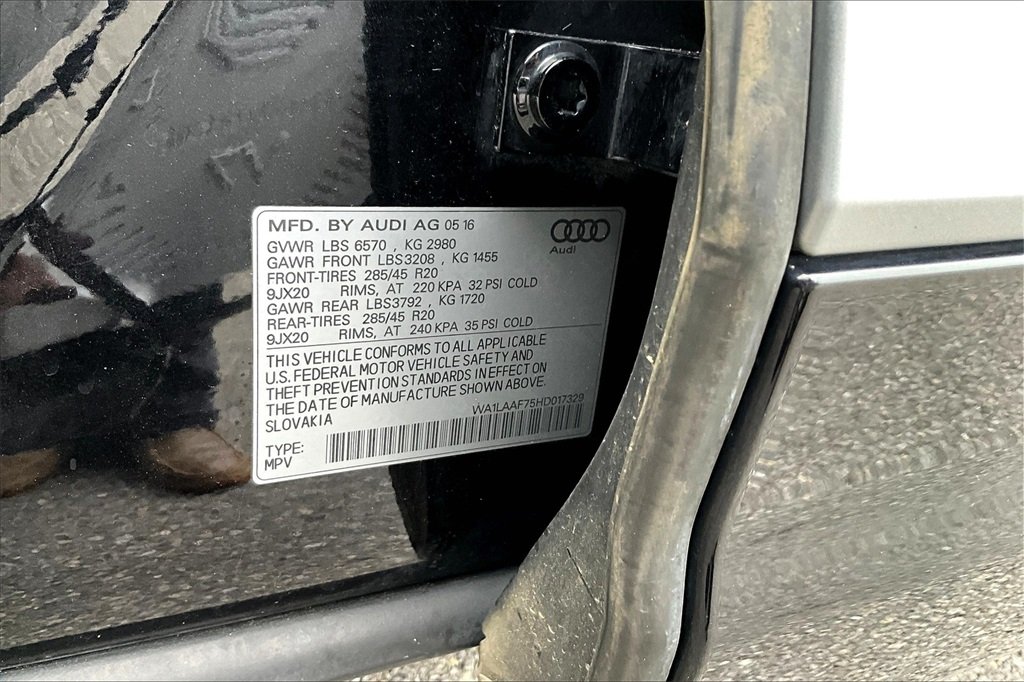 MFD. BY AUDI AG 05 16
Audi
GVWR LBS 6570 , KG 2980
GAWR FRONT LBS3208 , KG 1455
FRONT-TIRES 285/45 R20
9JX20 RIMS, AT 220 KPA 32 PSI COLD
GAWR REAR LBS3792 , KG 1720
REAR-TIRES 285/45 R20
9JX20 RIMS, AT 240 KPA 35 PSI COLD
THIS VEHICLE CONFORMS TO ALL APPLICABLE
U.S. FEDERAL MOTOR VEHICLE SAFETY AND
THEFT PREVENTION STANDARDS IN EFFECT ON
THE DATE OF MANUFACTURE SHOWN ABOVE.
SLOVAKIA WA1LAAF75HD017329
TYPE:
MPV